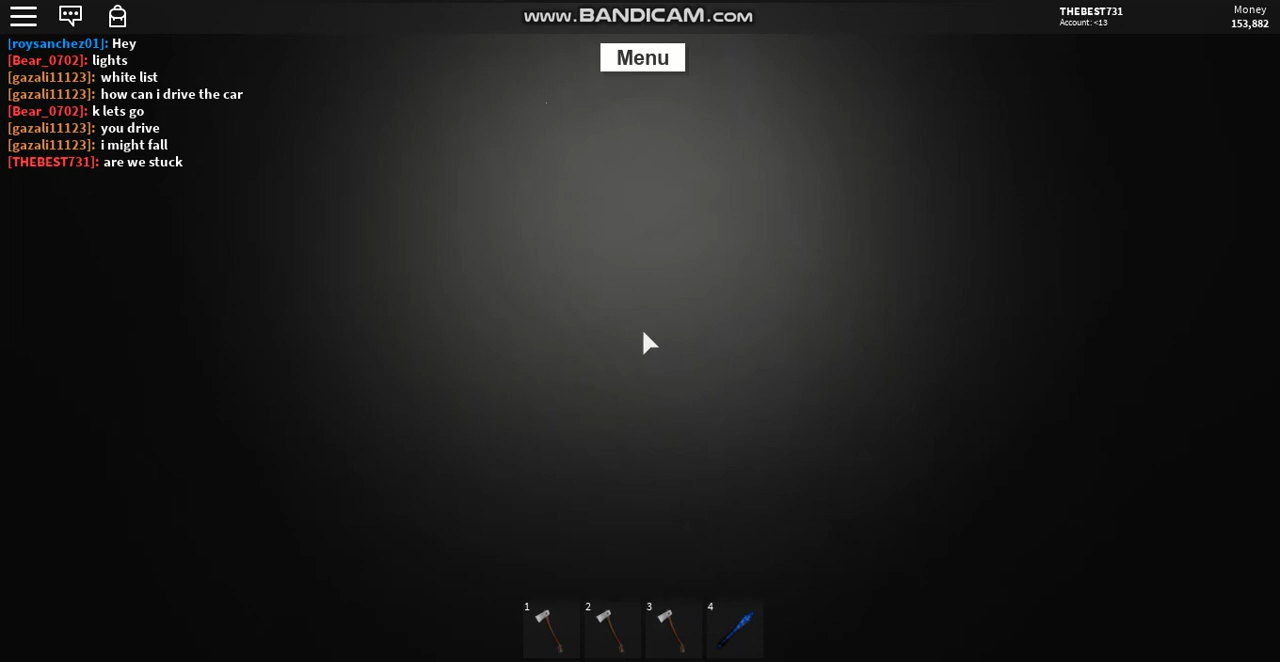 www.BANDICAM.com
THEBEST731
Account: <13
Money
153,882
Menu
[roysanchez01]: Hey
[Bear_0702]: lights
[gazali11123]: white list
[gazali11123]: how can i drive the car
[Bear_0702]: k lets go
[gazali11123]: you drive
[gazali11123]: i might fall
[THEBEST731]: are we stuck
1
2
3
4